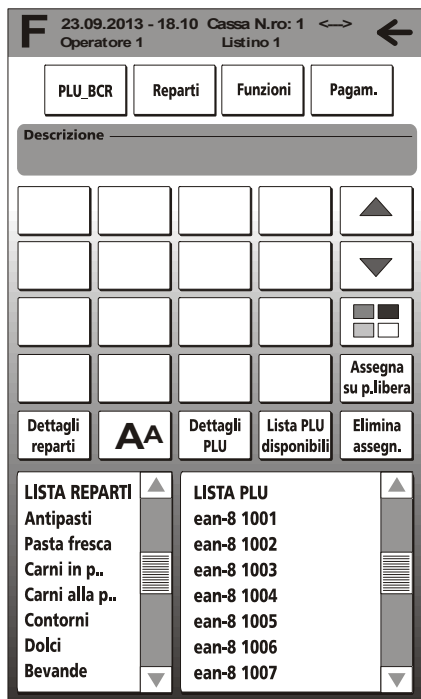 F 23.09.2013 - 18.10 Cassa N.ro: 1 <--->
Operatore 1 Listino 1
PLU_BCR Reparti Funzioni Pagam.
Descrizione
Assegna
su p.libera
Dettagli
reparti
AA
Dettagli
PLU
Lista PLU
disponibili
Elimina
assegn.
LISTA REPARTI
Antipasti
Pasta fresca
Carni in p..
Carni alla p..
Contorni
Dolci
Bevande
LISTA PLU
ean-8 1001
ean-8 1002
ean-8 1003
ean-8 1004
ean-8 1005
ean-8 1006
ean-8 1007